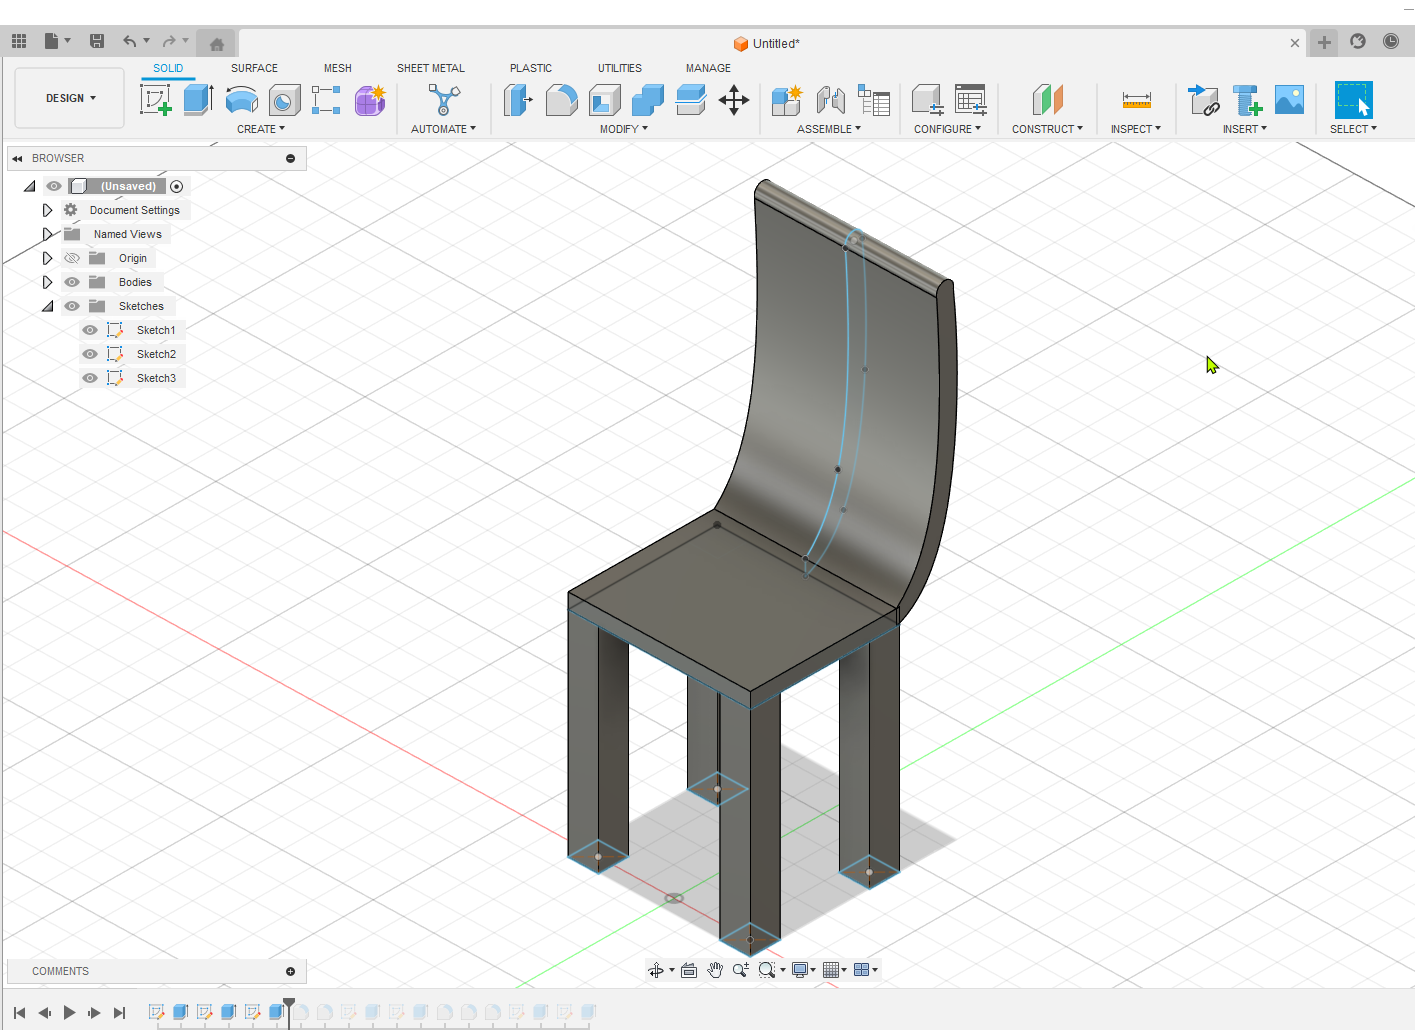 Untitled*
SOLID SURFACE MESH SHEET METAL PLASTIC UTILITIES MANAGE
DESIGN
CREATE AUTOMATE MODIFY ASSEMBLE CONFIGURE CONSTRUCT INSPECT INSERT SELECT
BROWSER
(Unsaved)
Document Settings
Named Views
Origin
Bodies
Sketches
Sketch1
Sketch2
Sketch3
COMMENTS